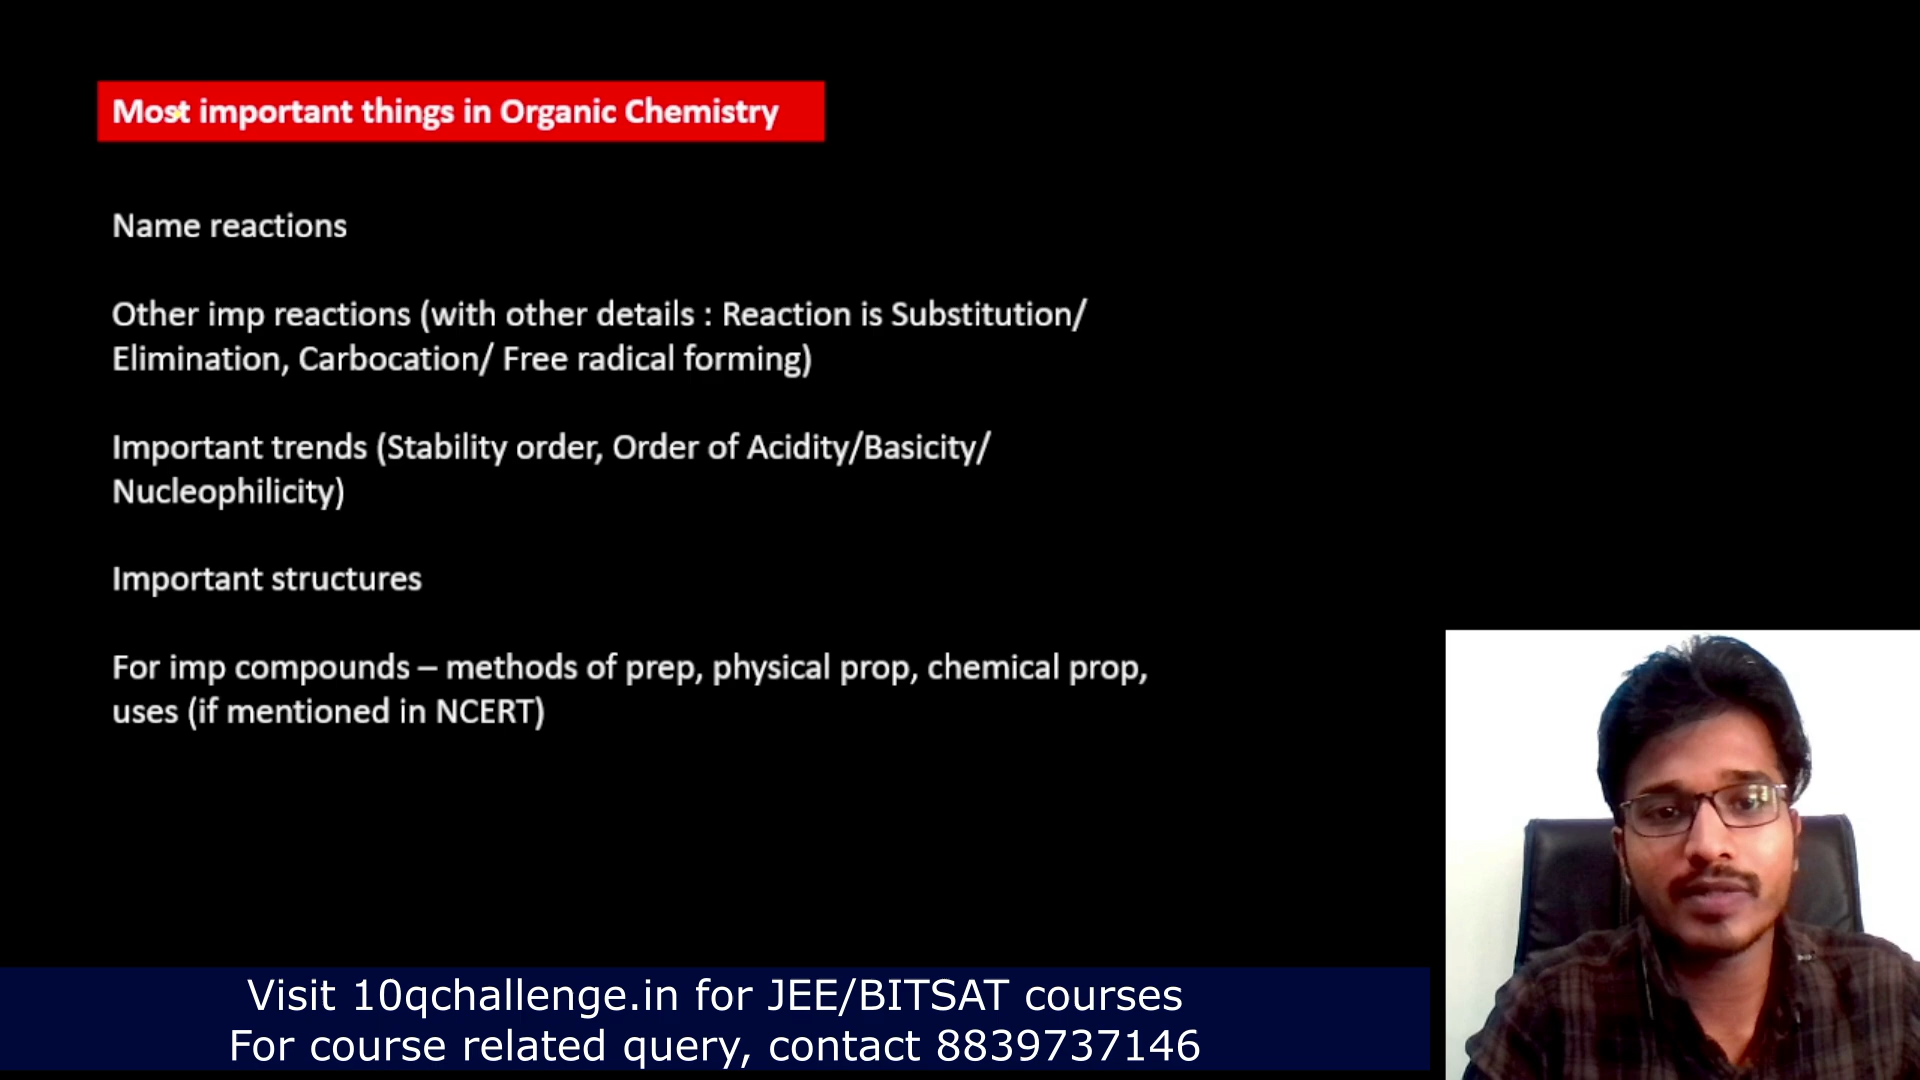 Most important things in Organic Chemistry
Name reactions
Other imp reactions (with other details : Reaction is Substitution/
Elimination, Carbocation/ Free radical forming)
Important trends (Stability order, Order of Acidity/Basicity/
Nucleophilicity)
Important structures
For imp compounds – methods of prep, physical prop, chemical prop,
uses (if mentioned in NCERT)
Visit 10qchallenge.in for JEE/BITSAT courses
For course related query, contact 8839737146